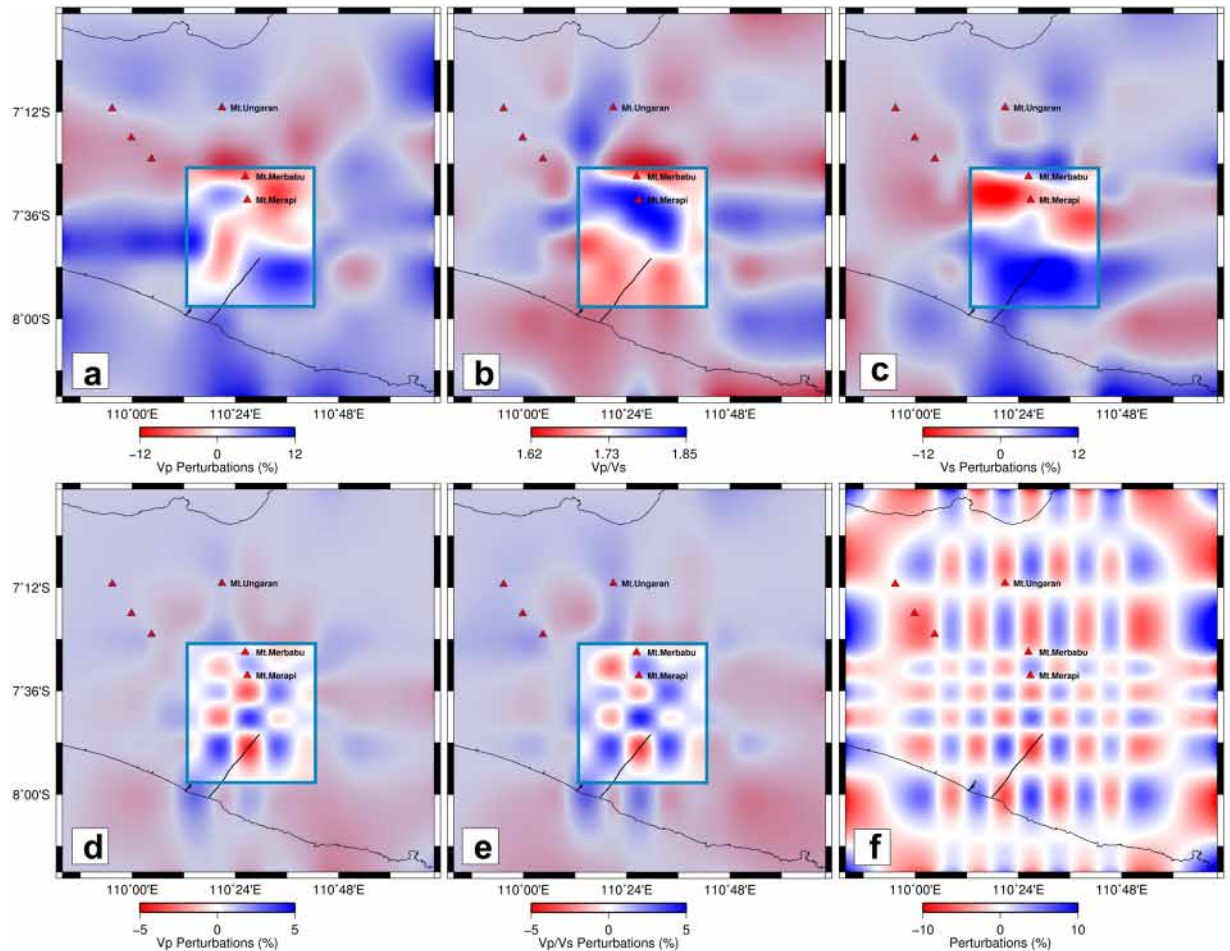 Mt.Ungaran
Mt.Merbabu
Mt.Merapi
Mt.Ungaran
Mt.Merbabu
Mt.Merapi
Mt.Ungaran
Mt.Merbabu
Mt.Merapi
7˚12'S
7˚36'S
8˚00'S
a
b
c
110˚00'E 110˚24'E 110˚48'E
110˚00'E 110˚24'E 110˚48'E
110˚00'E 110˚24'E 110˚48'E
−12 0 12
Vp Perturbations (%)
1.62 1.73 1.85
Vp/Vs
−12 0 12
Vs Perturbations (%)
Mt.Ungaran
Mt.Merbabu
Mt.Merapi
Mt.Ungaran
Mt.Merbabu
Mt.Merapi
Mt.Ungaran
Mt.Merbabu
Mt.Merapi
7˚12'S
7˚36'S
8˚00'S
d
e
f
110˚00'E 110˚24'E 110˚48'E
110˚00'E 110˚24'E 110˚48'E
110˚00'E 110˚24'E 110˚48'E
−5 0 5
Vp Perturbations (%)
−5 0 5
Vp/Vs Perturbations (%)
−10 0 10
Perturbations (%)